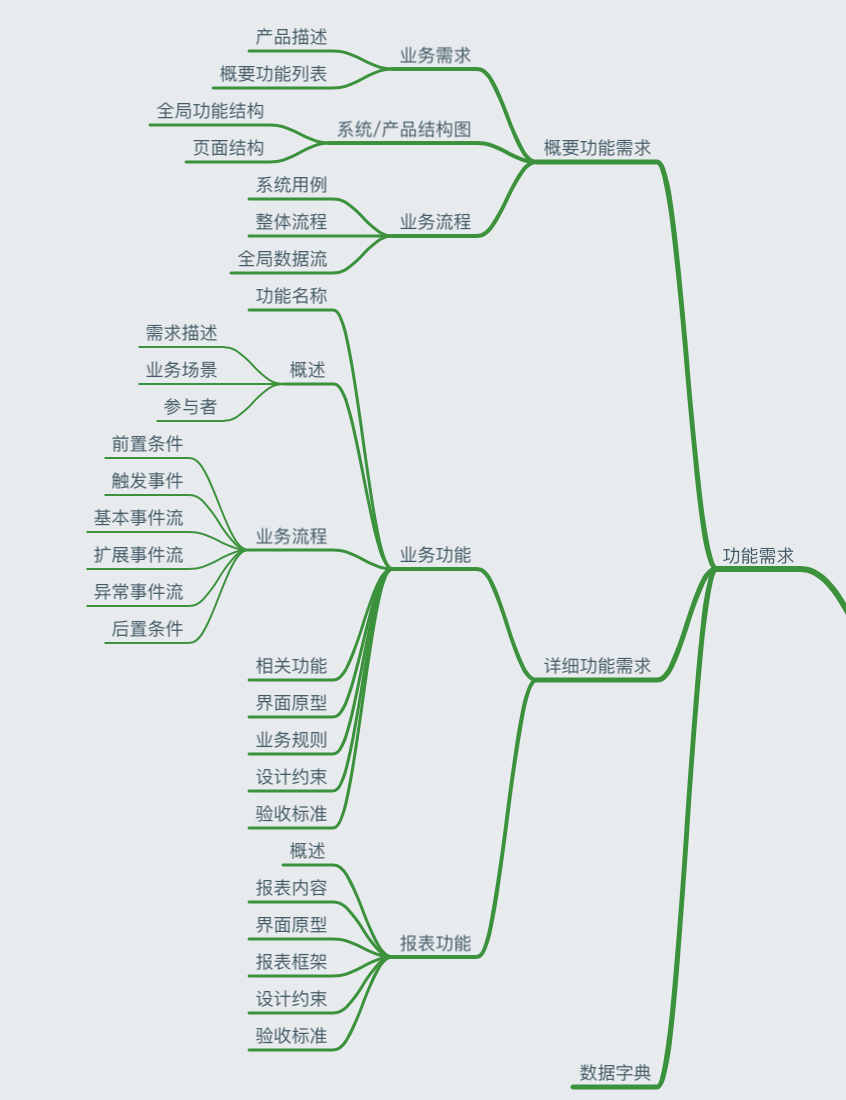 产品描述
业务需求
概要功能列表
全局功能结构
系统/产品结构图
页面结构
概要功能需求
系统用例
整体流程
业务流程
全局数据流
功能名称
需求描述
业务场景
概述
参与者
前置条件
触发事件
基本事件流
业务流程
扩展事件流
业务功能
功能需求
异常事件流
后置条件
相关功能
详细功能需求
界面原型
业务规则
设计约束
验收标准
概述
报表内容
界面原型
报表功能
报表框架
设计约束
验收标准
数据字典